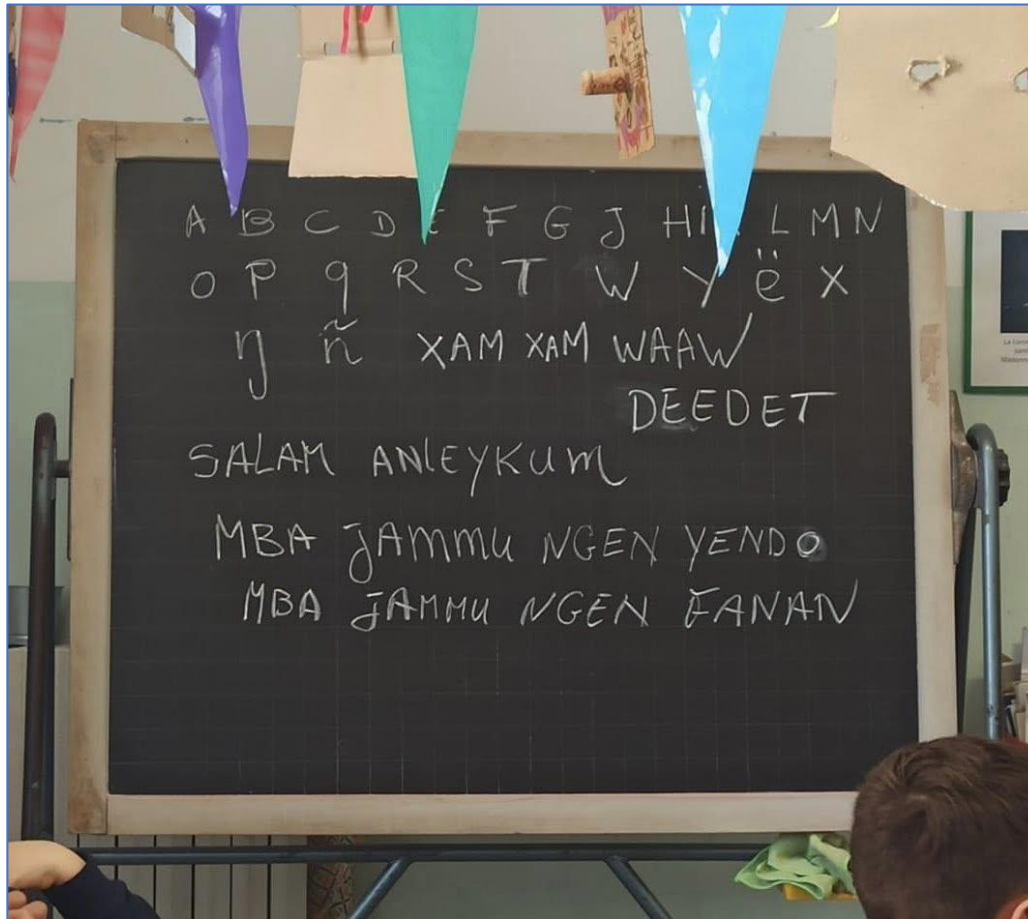 A B C D E F G J H I L M N
O P q R S T W Y ë X
ŋ ñ XAM XAM WAAW
DEEDET
SALAM ANLEYKUM
MBA JAMMU NGEN YENDO
MBA JAMMU NGEN FANAN